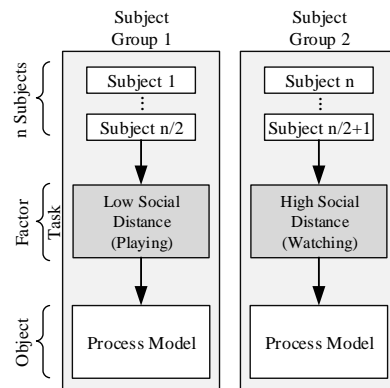 Subject
Group 1
Subject
Group 2
n Subjects
Subject 1
...
Subject n/2
Subject n
...
Subject n/2+1
Factor
Task
Low Social
Distance
(Playing)
High Social
Distance
(Watching)
Object
Process Model
Process Model